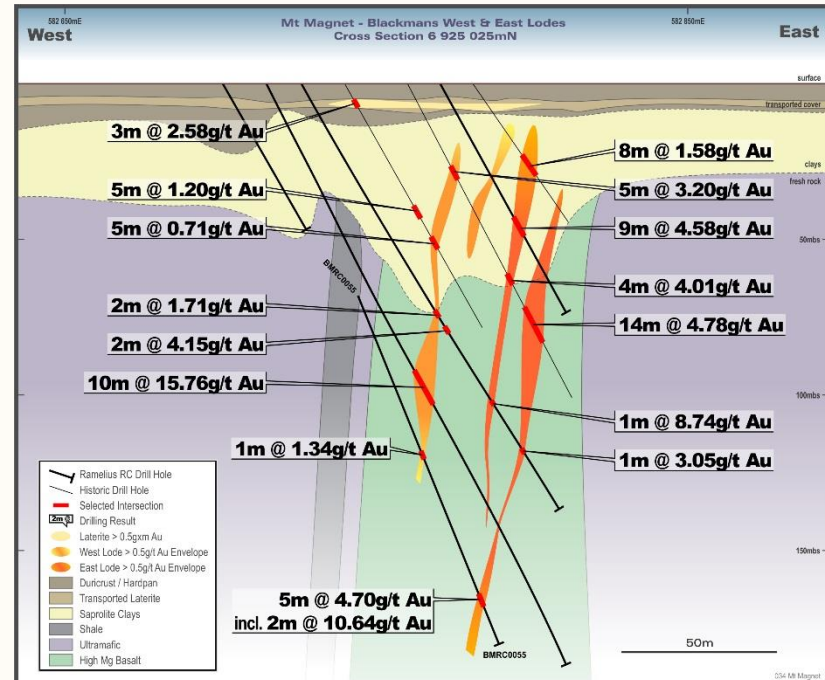 582 050mE
Mt Magnet - Blackmans West & East Lodes
582 850mE
West
Cross Section 6 925 025mN
East
surface
transported cover
3m @ 2.58g/t Au
8m @ 1.58g/t Au
clays
fresh rock
5m @ 1.20g/t Au
5m @ 3.20g/t Au
5m @ 0.71g/t Au
9m @ 4.58g/t Au
50mbs
BMRC0055
4m @ 4.01g/t Au
2m @ 1.71g/t Au
14m @ 4.78g/t Au
2m @ 4.15g/t Au
10m @ 15.76g/t Au
100mbs
1m @ 8.74g/t Au
1m @ 1.34g/t Au
1m @ 3.05g/t Au
Ramelius RC Drill Hole
Historic Drill Hole
Selected Intersection
2m @ Drilling Result
Laterite > 0.5gxm Au
West Lode > 0.5g/t Au Envelope
East Lode > 0.5g/t Au Envelope
Duricrust / Hardpan
Transported Laterite
Saprolite Clays
Shale
Ultramafic
High Mg Basalt
150mbs
5m @ 4.70g/t Au
incl. 2m @ 10.64g/t Au
BMRC0055
50m
034 Mt Magnet